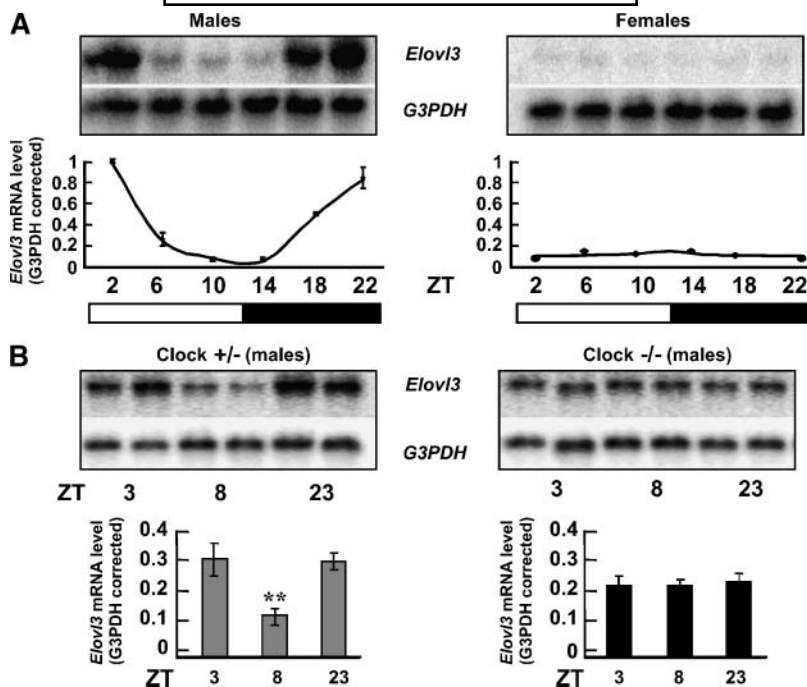 A
Males
Females
Elovl3
G3PDH
Elovl3 mRNA level
(G3PDH corrected)
1
0.8
0.6
0.4
0.2
0
2 6 10 14 18 22
ZT
1
0.8
0.6
0.4
0.2
0
2 6 10 14 18 22
B
Clock +/- (males)
Clock -/- (males)
Elovl3
G3PDH
ZT 3 8 23
3 8 23
Elovl3 mRNA level
(G3PDH corrected)
0.4
0.3
0.2
0.1
0
**
ZT 3 8 23
Elovl3 mRNA level
(G3PDH corrected)
0.4
0.3
0.2
0.1
0
ZT 3 8 23